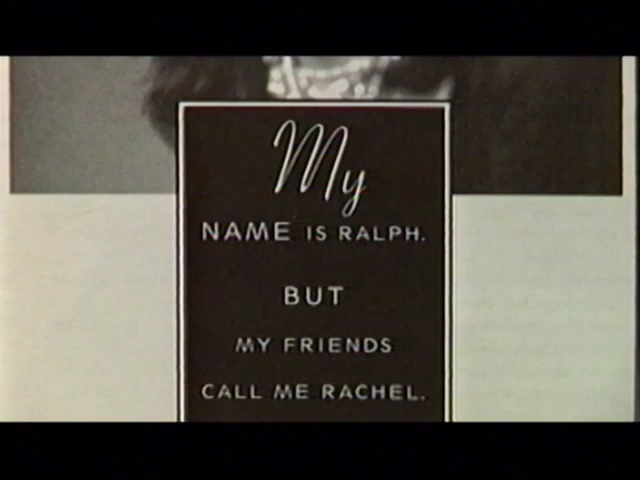 My
NAME IS RALPH.
BUT
MY FRIENDS
CALL ME RACHEL.